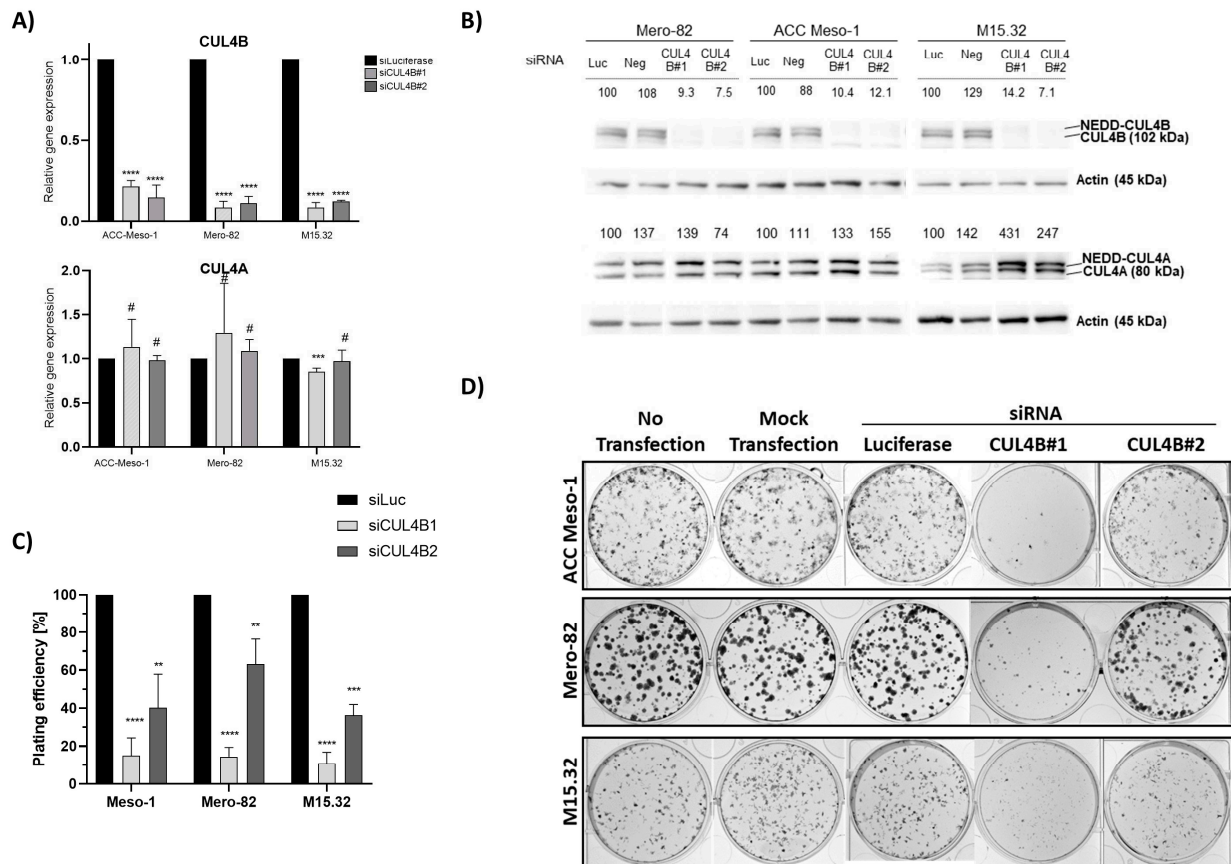 A)
CUL4B
Relative gene expression
1.0
0.5
0.0
**** ****
**** ****
**** ****
ACC-Meso-1 Mero-82 M15.32
siLuciferase
siCUL4B#1
siCUL4B#2
CUL4A
Relative gene expression
2.0
1.5
1.0
0.5
0.0
# #
# #
*** #
ACC-Meso-1 Mero-82 M15.32
B)
Mero-82 ACC Meso-1 M15.32
siRNA Luc Neg CUL4 B#1 CUL4 B#2 Luc Neg CUL4 B#1 CUL4 B#2 Luc Neg CUL4 B#1 CUL4 B#2
100 108 9.3 7.5 100 88 10.4 12.1 100 129 14.2 7.1
NEDD-CUL4B
CUL4B (102 kDa)
Actin (45 kDa)
100 137 139 74 100 111 133 155 100 142 431 247
NEDD-CUL4A
CUL4A (80 kDa)
Actin (45 kDa)
C)
siLuc
siCUL4B1
siCUL4B2
Plating efficiency [%]
100
80
60
40
20
0
**** **
**** **
**** ***
Meso-1 Mero-82 M15.32
D)
No Transfection
Mock Transfection
siRNA
Luciferase CUL4B#1 CUL4B#2
ACC Meso-1
Mero-82
M15.32